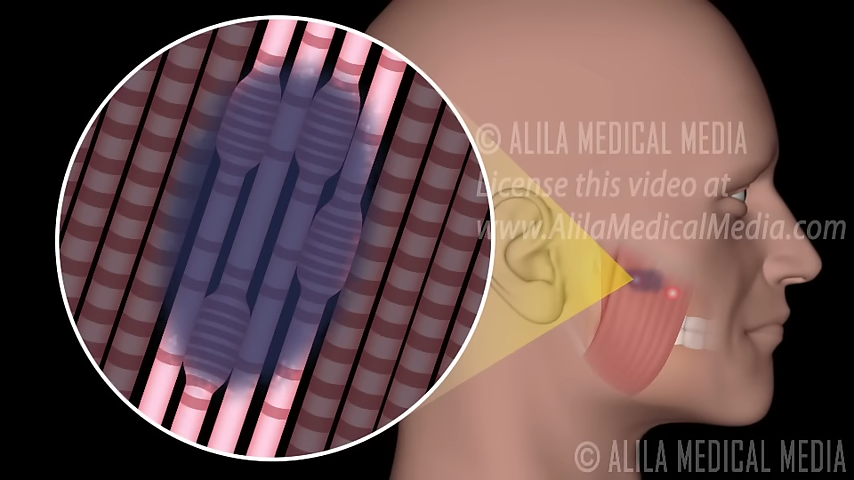 © ALILA MEDICAL MEDIA
License this video at
www.AlilaMedicalMedia.com
© ALILA MEDICAL MEDIA